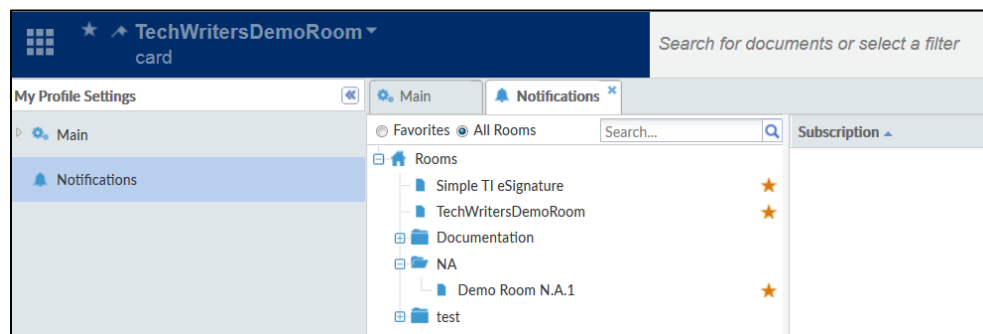 TechWritersDemoRoom
card
Search for documents or select a filter
My Profile Settings
Main
Notifications
Main
Notifications
Favorites All Rooms
Search...
Subscription
Rooms
Simple TI eSignature
TechWritersDemoRoom
Documentation
NA
Demo Room N.A.1
test